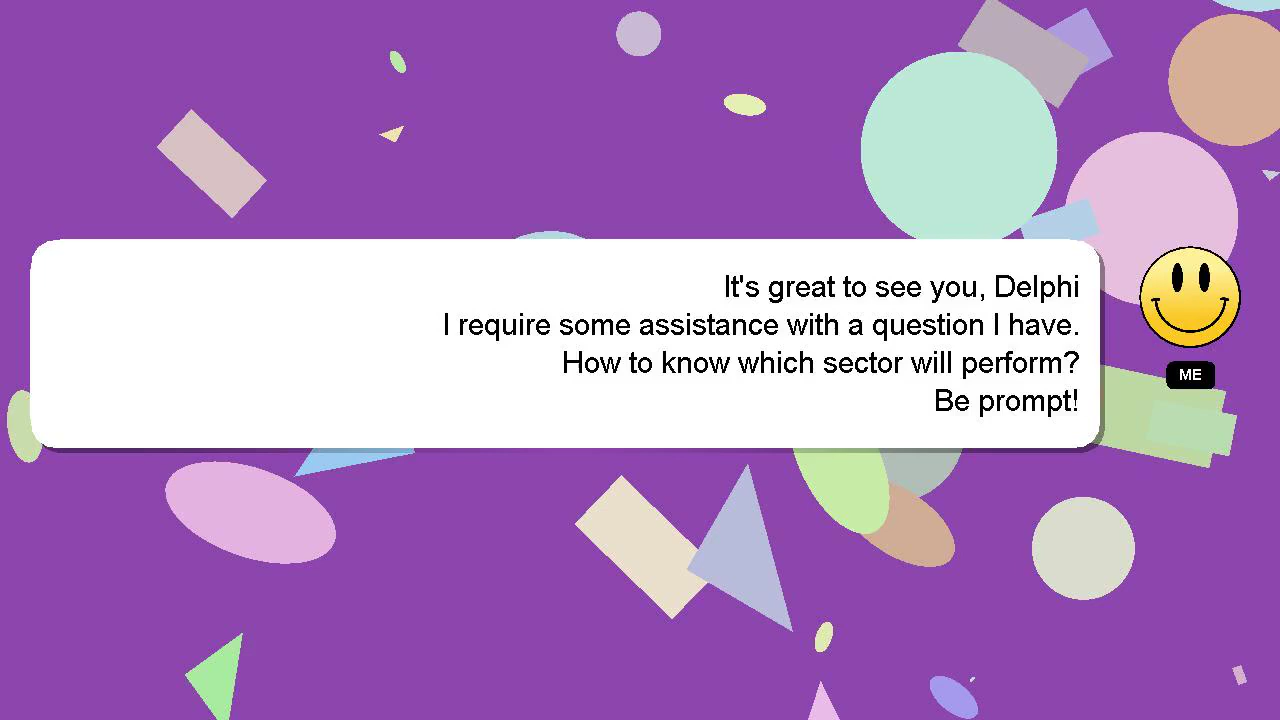 It's great to see you, Delphi
I require some assistance with a question I have.
How to know which sector will perform?
Be prompt!
ME